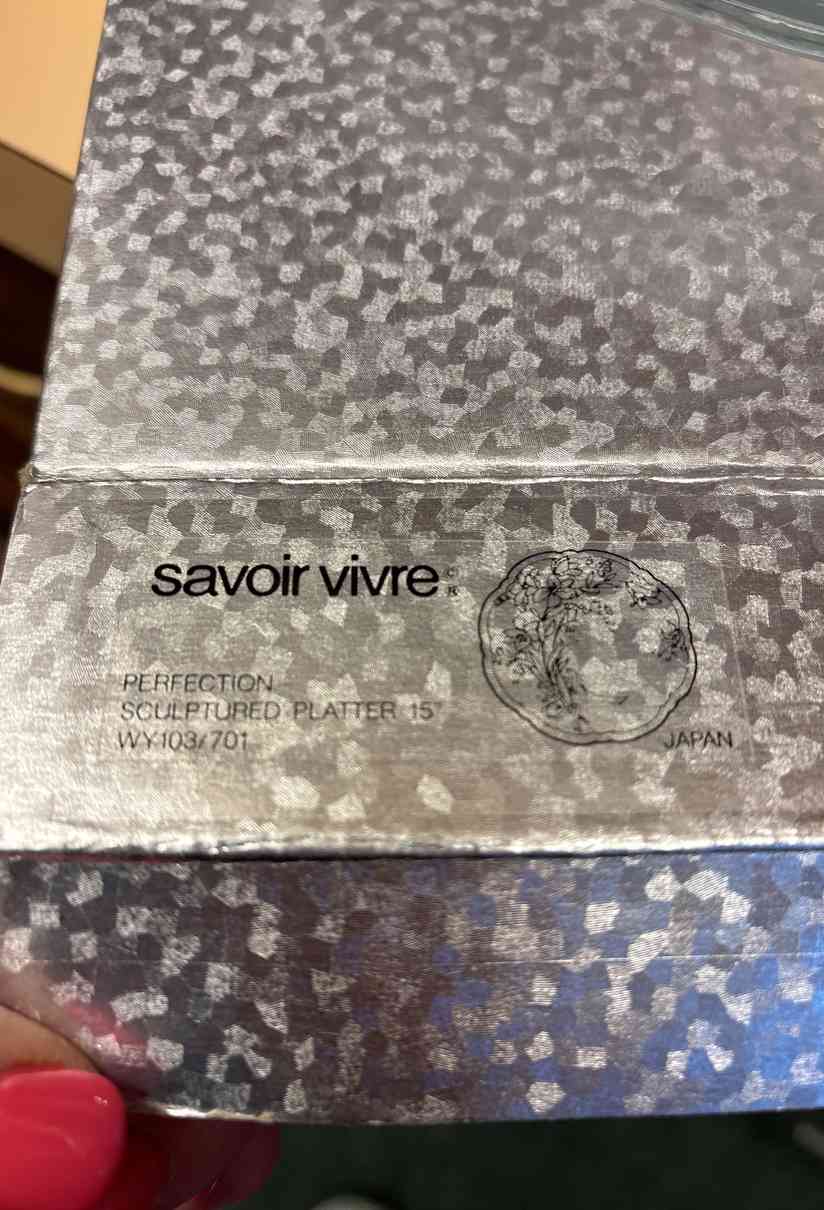 savoir vivre © ®
PERFECTION
SCULPTURED PLATTER 15"
WY103/701
JAPAN